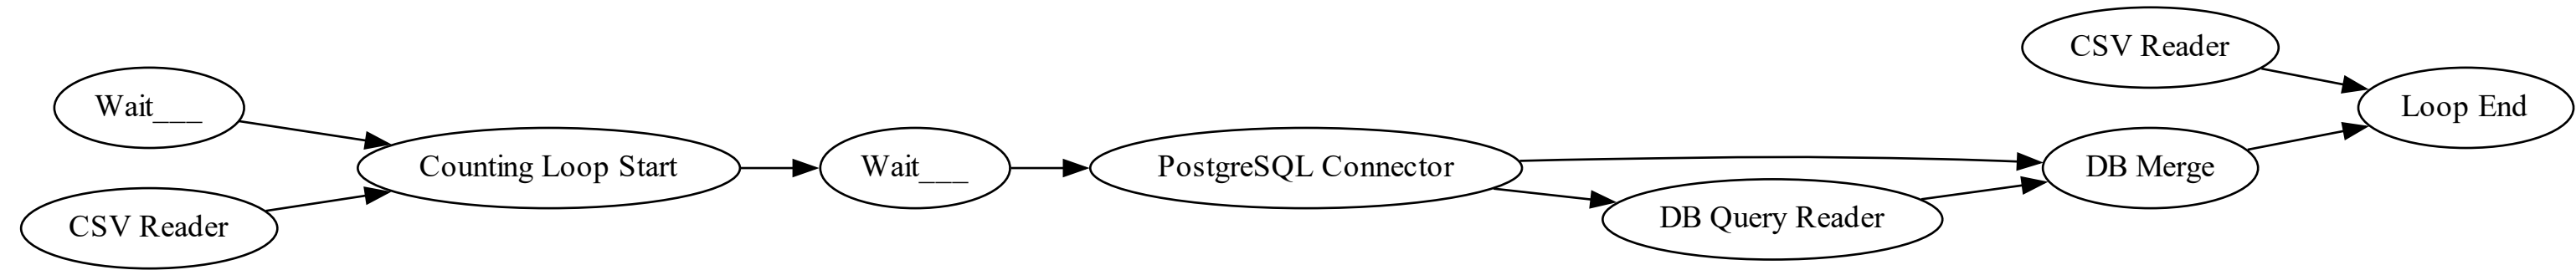 CSV Reader
Wait___
Loop End
Counting Loop Start
Wait___
PostgreSQL Connector
DB Merge
CSV Reader
DB Query Reader